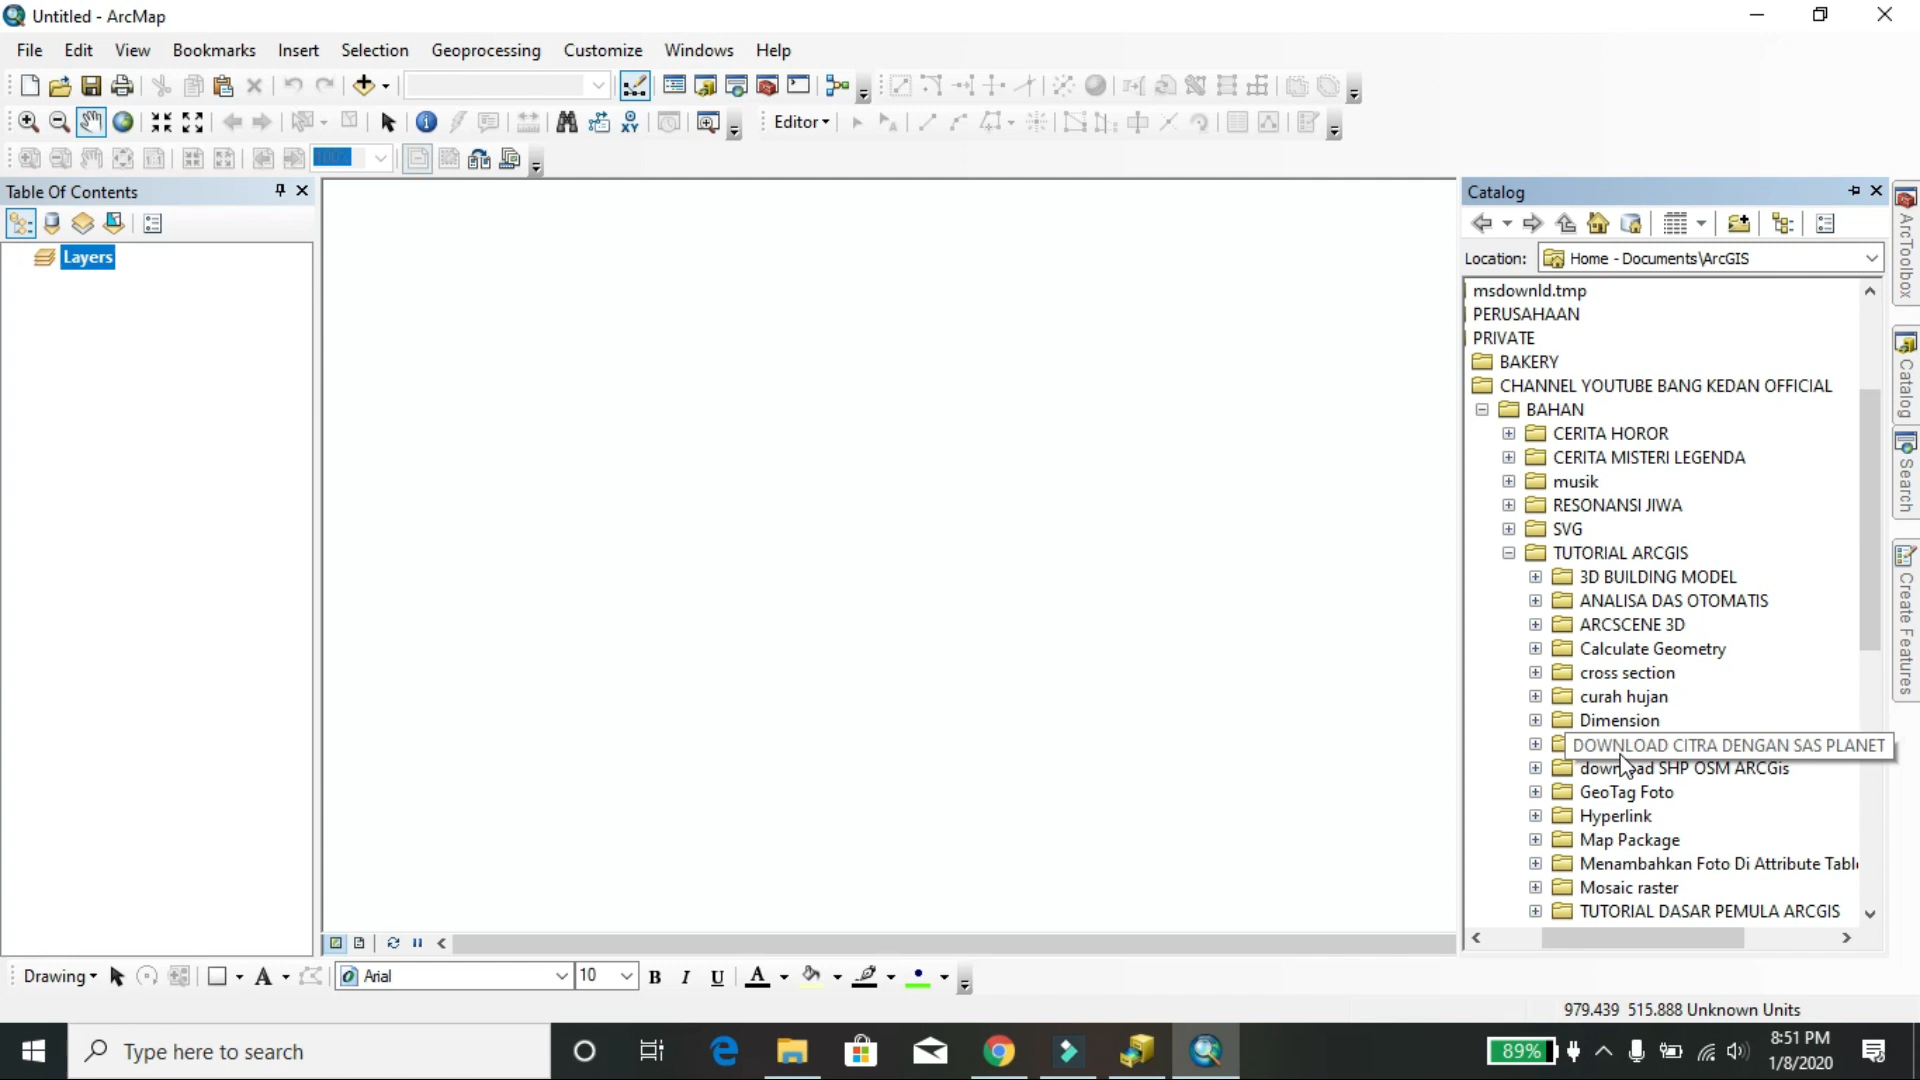 Untitled - ArcMap
File Edit View Bookmarks Insert Selection Geoprocessing Customize Windows Help
Editor
100%
Table Of Contents
Layers
Catalog
Location: Home - Documents\ArcGIS
msdownld.tmp
PERUSAHAAN
PRIVATE
BAKERY
CHANNEL YOUTUBE BANG KEDAN OFFICIAL
BAHAN
CERITA HOROR
CERITA MISTERI LEGENDA
musik
RESONANSI JIWA
SVG
TUTORIAL ARCGIS
3D BUILDING MODEL
ANALISA DAS OTOMATIS
ARCSCENE 3D
Calculate Geometry
cross section
curah hujan
Dimension
DOWNLOAD CITRA DENGAN SAS PLANET
download SHP OSM ARCGis
GeoTag Foto
Hyperlink
Map Package
Menambahkan Foto Di Attribute Tabl
Mosaic raster
TUTORIAL DASAR PEMULA ARCGIS
ArcToolbox
Catalog
Search
Create Features
Drawing A Arial 10 B I U A
979.439 515.888 Unknown Units
Type here to search
89%
8:51 PM
1/8/2020